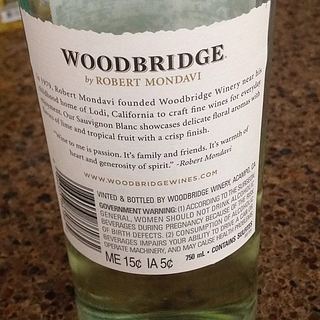 WOODBRIDGE
by ROBERT MONDAVI
In 1979, Robert Mondavi founded Woodbridge Winery near his
childhood home of Lodi, California to craft fine wines for everyday
enjoyment. Our Sauvignon Blanc showcases delicate floral aromas with
flavors of lime and tropical fruit with a crisp finish.
"Wine to me is passion. It's family and friends. It's warmth of
heart and generosity of spirit." -Robert Mondavi
WWW.WOODBRIDGEWINES.COM
VINTED & BOTTLED BY WOODBRIDGE WINERY, ACAMPO, CA
GOVERNMENT WARNING: (1) ACCORDING TO THE SURGEON
GENERAL, WOMEN SHOULD NOT DRINK ALCOHOLIC
BEVERAGES DURING PREGNANCY BECAUSE OF THE RISK
OF BIRTH DEFECTS. (2) CONSUMPTION OF ALCOHOLIC
BEVERAGES IMPAIRS YOUR ABILITY TO DRIVE A CAR OR
OPERATE MACHINERY, AND MAY CAUSE HEALTH PROBLEMS.
ME 15¢ IA 5¢ 750 mL • CONTAINS SULFITES